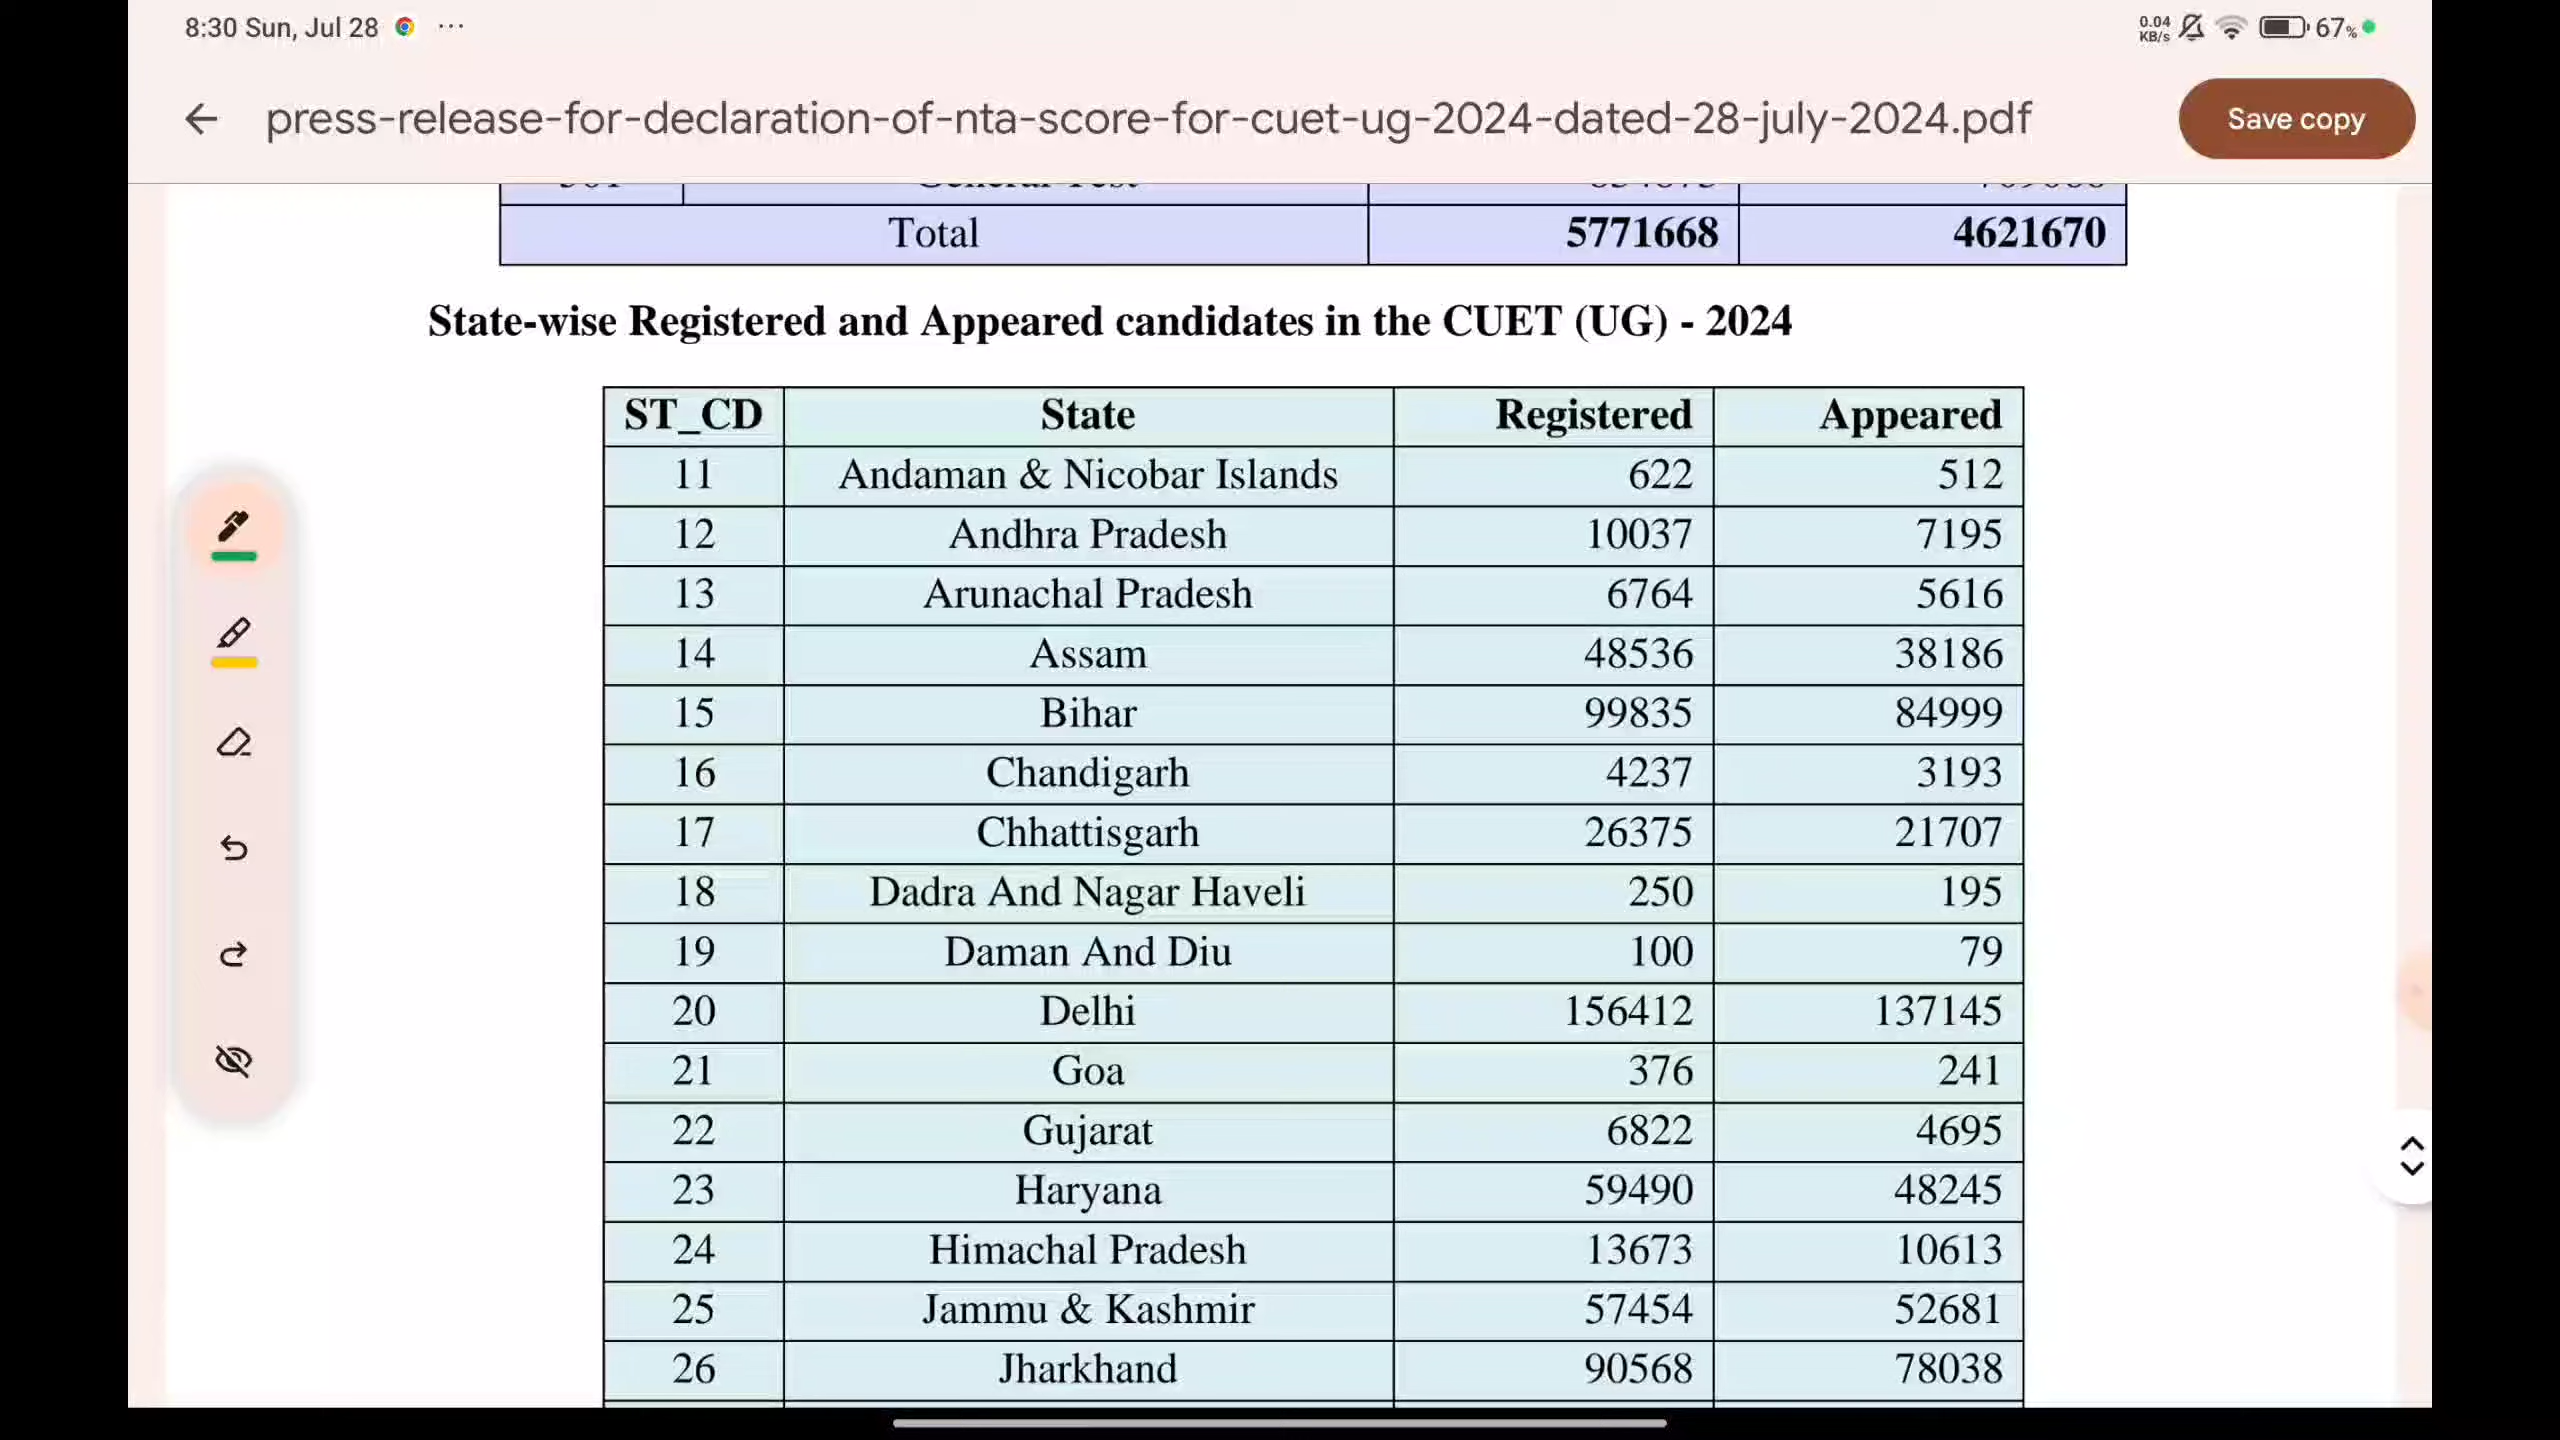 8:30 Sun, Jul 28 ...
0.04 KB/s 67%
press-release-for-declaration-of-nta-score-for-cuet-ug-2024-dated-28-july-2024.pdf Save copy
Total 5771668 4621670
State-wise Registered and Appeared candidates in the CUET (UG) - 2024
ST_CD State Registered Appeared
11 Andaman & Nicobar Islands 622 512
12 Andhra Pradesh 10037 7195
13 Arunachal Pradesh 6764 5616
14 Assam 48536 38186
15 Bihar 99835 84999
16 Chandigarh 4237 3193
17 Chhattisgarh 26375 21707
18 Dadra And Nagar Haveli 250 195
19 Daman And Diu 100 79
20 Delhi 156412 137145
21 Goa 376 241
22 Gujarat 6822 4695
23 Haryana 59490 48245
24 Himachal Pradesh 13673 10613
25 Jammu & Kashmir 57454 52681
26 Jharkhand 90568 78038